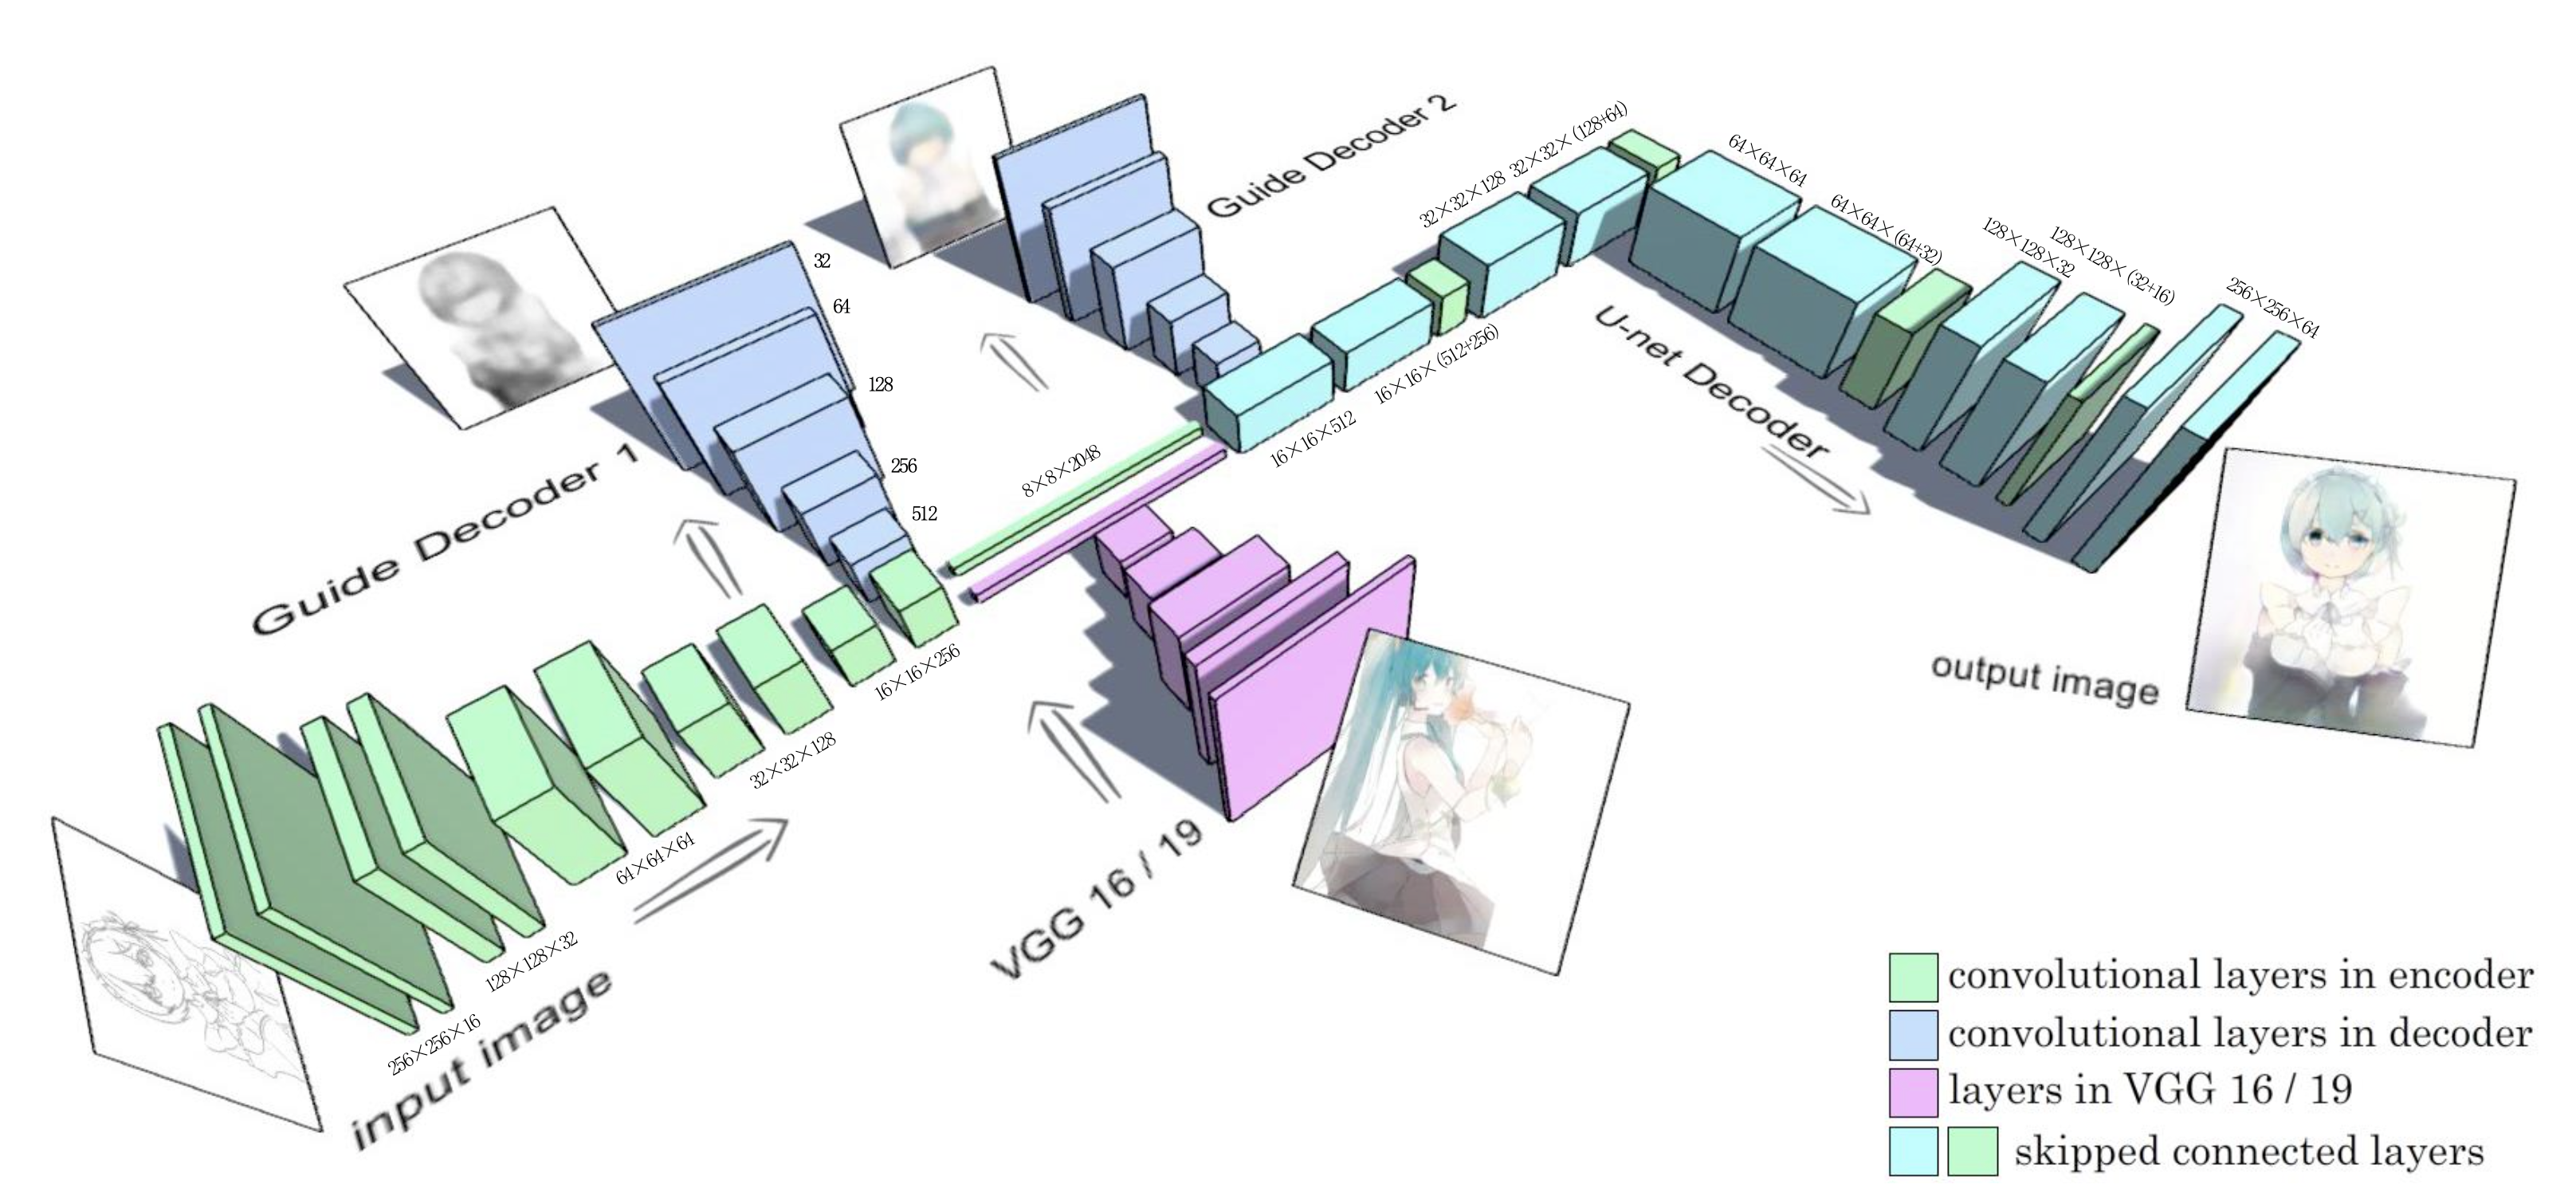 Guide Decoder 2
32×32×128
32×32×(128+64)
64×64×64
64×64×(64+32)
128×128×32
128×128×(32+16)
256×256×64
32
64
128
256
512
Guide Decoder 1
8×8×2048
16×16×512
16×16×(512+256)
U-net Decoder
16×16×256
32×32×128
64×64×64
128×128×32
256×256×16
input image
VGG 16 / 19
output image
convolutional layers in encoder
convolutional layers in decoder
layers in VGG 16 / 19
skipped connected layers